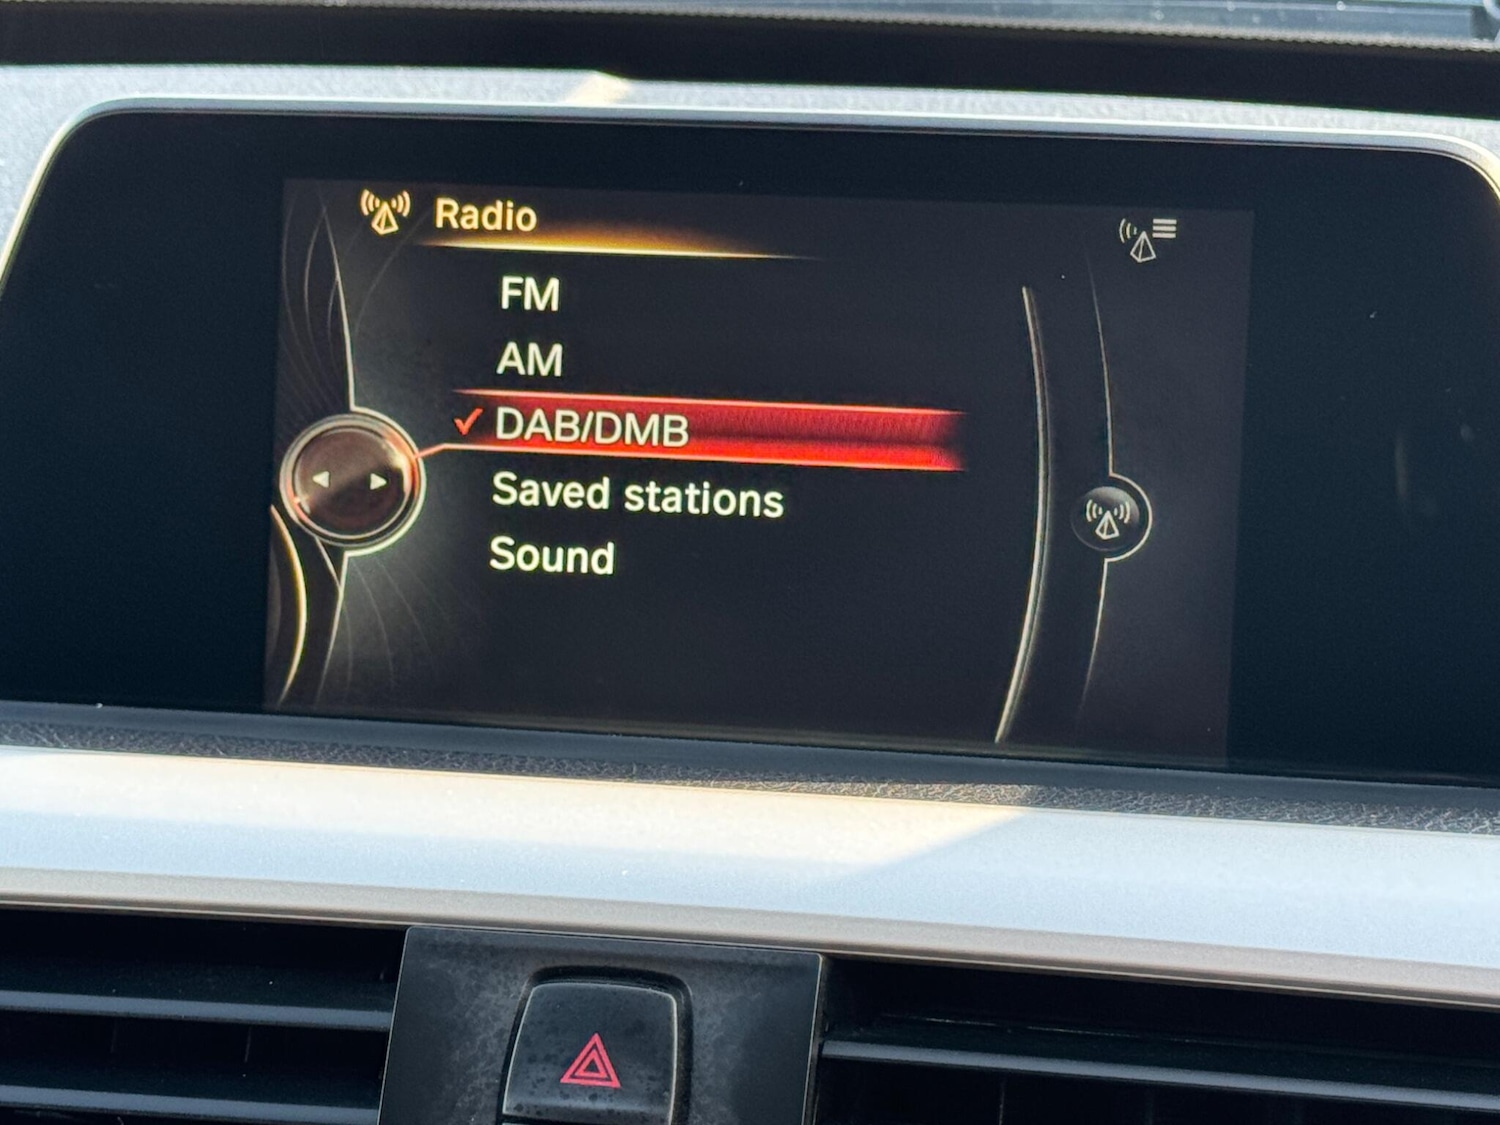 Radio
FM
AM
DAB/DMB
Saved stations
Sound